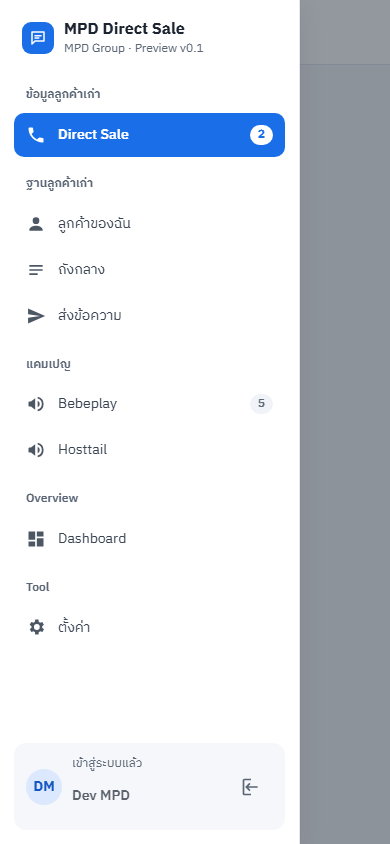 MPD Direct Sale
MPD Group · Preview v0.1
ข้อมูลลูกค้าเก่า
Direct Sale 2
ฐานลูกค้าเก่า
ลูกค้าของฉัน
ถังกลาง
ส่งข้อความ
แคมเปญ
Bebeplay 5
Hosttail
Overview
Dashboard
Tool
ตั้งค่า
เข้าสู่ระบบแล้ว
DM Dev MPD